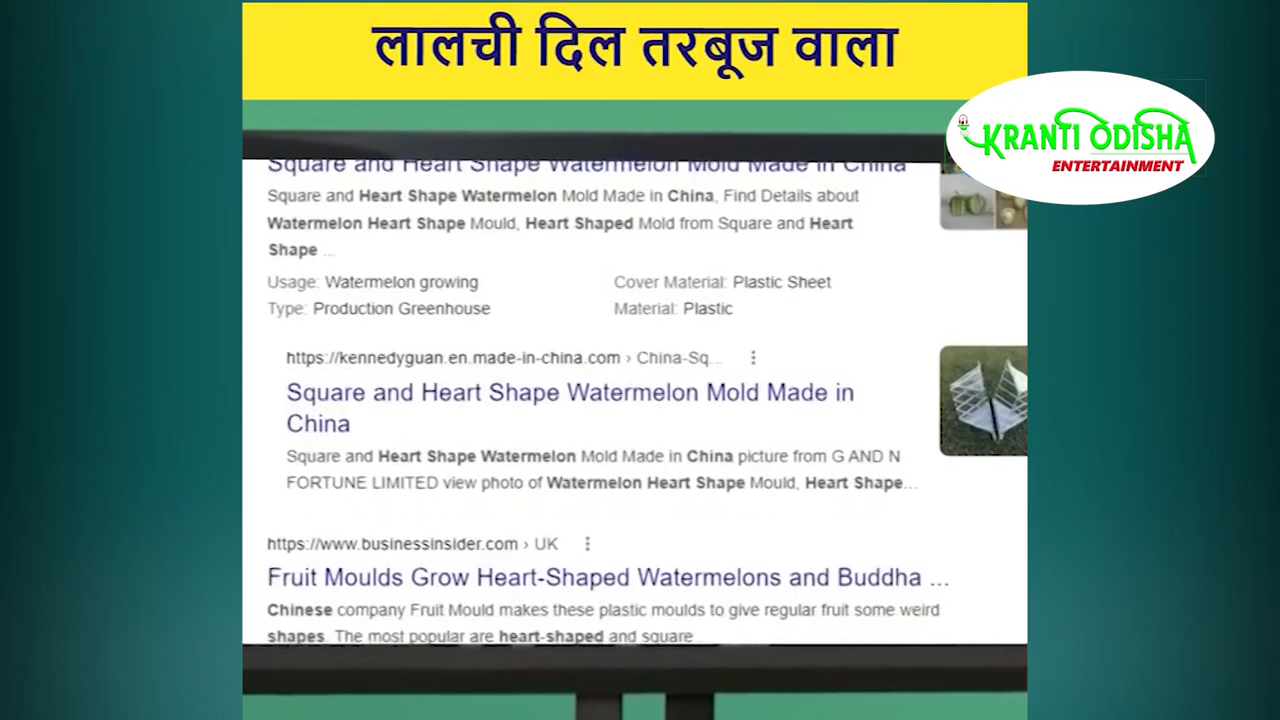 लालची दिल तरबूज वाला
KRANTI ODISHA
ENTERTAINMENT
Square and Heart Shape Watermelon Mold Made in China
Square and Heart Shape Watermelon Mold Made in China, Find Details about
Watermelon Heart Shape Mould, Heart Shaped Mold from Square and Heart
Shape ...
Usage: Watermelon growing
Cover Material: Plastic Sheet
Type: Production Greenhouse
Material: Plastic
https://kennedyguan.en.made-in-china.com › China-Sq...
Square and Heart Shape Watermelon Mold Made in
China
Square and Heart Shape Watermelon Mold Made in China picture from G AND N
FORTUNE LIMITED view photo of Watermelon Heart Shape Mould, Heart Shape...
https://www.businessinsider.com › UK
Fruit Moulds Grow Heart-Shaped Watermelons and Buddha ...
Chinese company Fruit Mould makes these plastic moulds to give regular fruit some weird
shapes. The most popular are heart-shaped and square